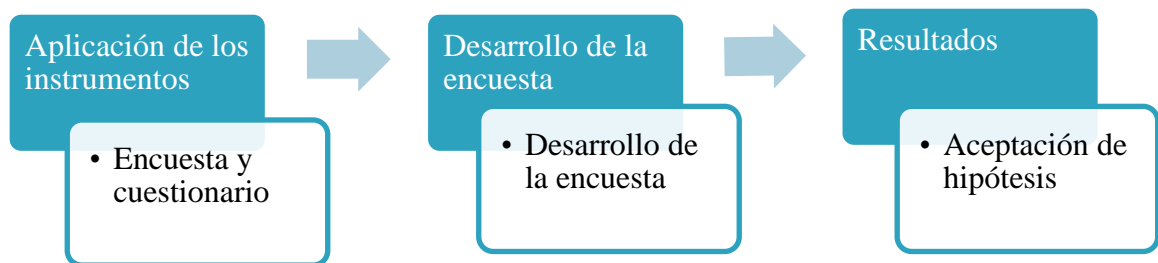 Aplicación de los
instrumentos
• Encuesta y
cuestionario
Desarrollo de la
encuesta
• Desarrollo de
la encuesta
Resultados
• Aceptación de
hipótesis